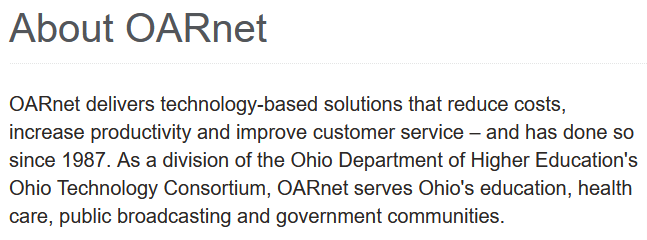 About OARnet
OARnet delivers technology-based solutions that reduce costs,
increase productivity and improve customer service – and has done so
since 1987. As a division of the Ohio Department of Higher Education's
Ohio Technology Consortium, OARnet serves Ohio's education, health
care, public broadcasting and government communities.